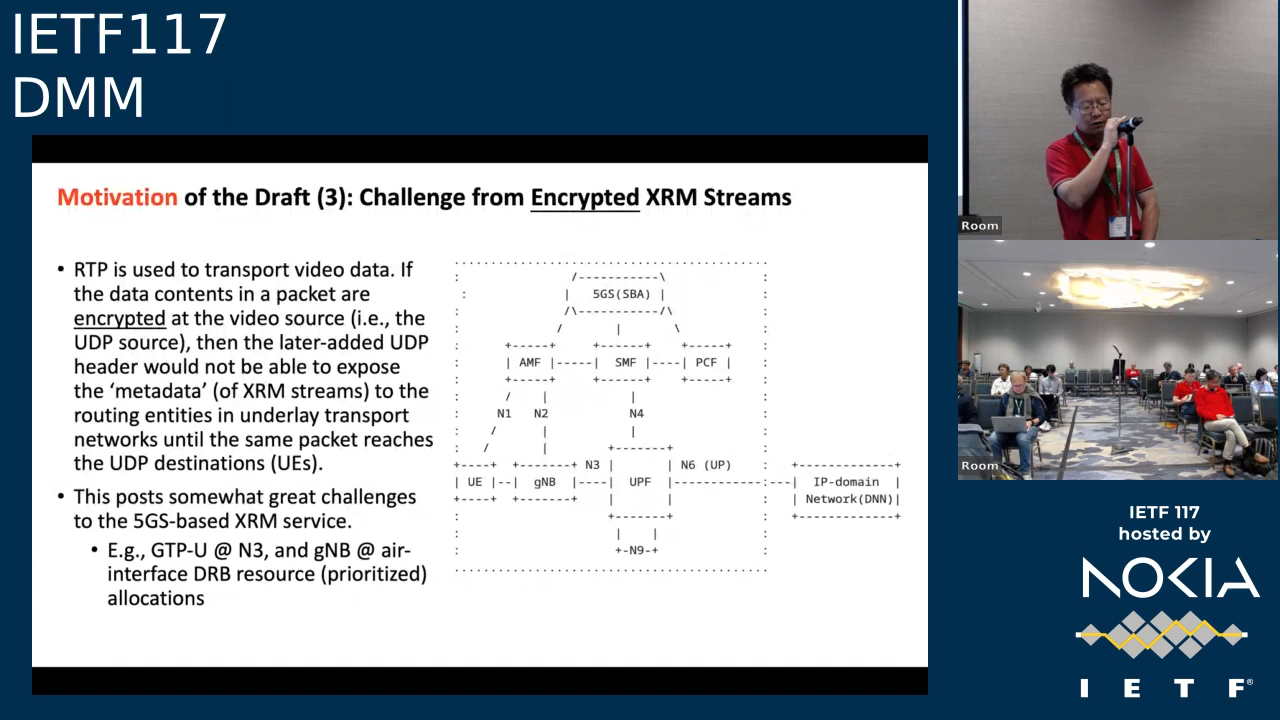 IETF117
DMM
Motivation of the Draft (3): Challenge from Encrypted XRM Streams
• RTP is used to transport video data. If
the data contents in a packet are
encrypted at the video source (i.e., the
UDP source), then the later-added UDP
header would not be able to expose
the ‘metadata’ (of XRM streams) to the
routing entities in underlay transport
networks until the same packet reaches
the UDP destinations (UEs).
• This posts somewhat great challenges
to the 5GS-based XRM service.
• E.g., GTP-U @ N3, and gNB @ air-
interface DRB resource (prioritized)
allocations
5GS(SBA)
AMF SMF PCF
N1 N2 N4
N3 N6 (UP)
UE gNB UPF IP-domain
Network(DNN)
N9
Room
Room
IETF 117
hosted by
NOKIA
I E T F®